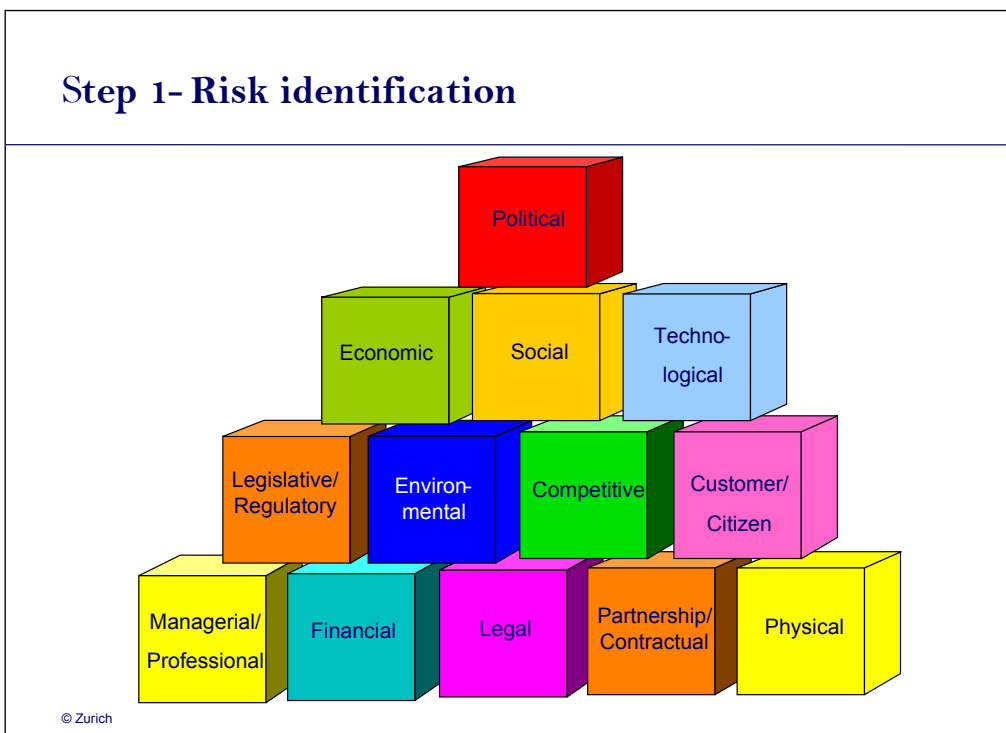 Step 1- Risk identification
Political
Economic
Social
Techno-
logical
Legislative/
Regulatory
Environ-
mental
Competitive
Customer/
Citizen
Managerial/
Professional
Financial
Legal
Partnership/
Contractual
Physical
© Zurich